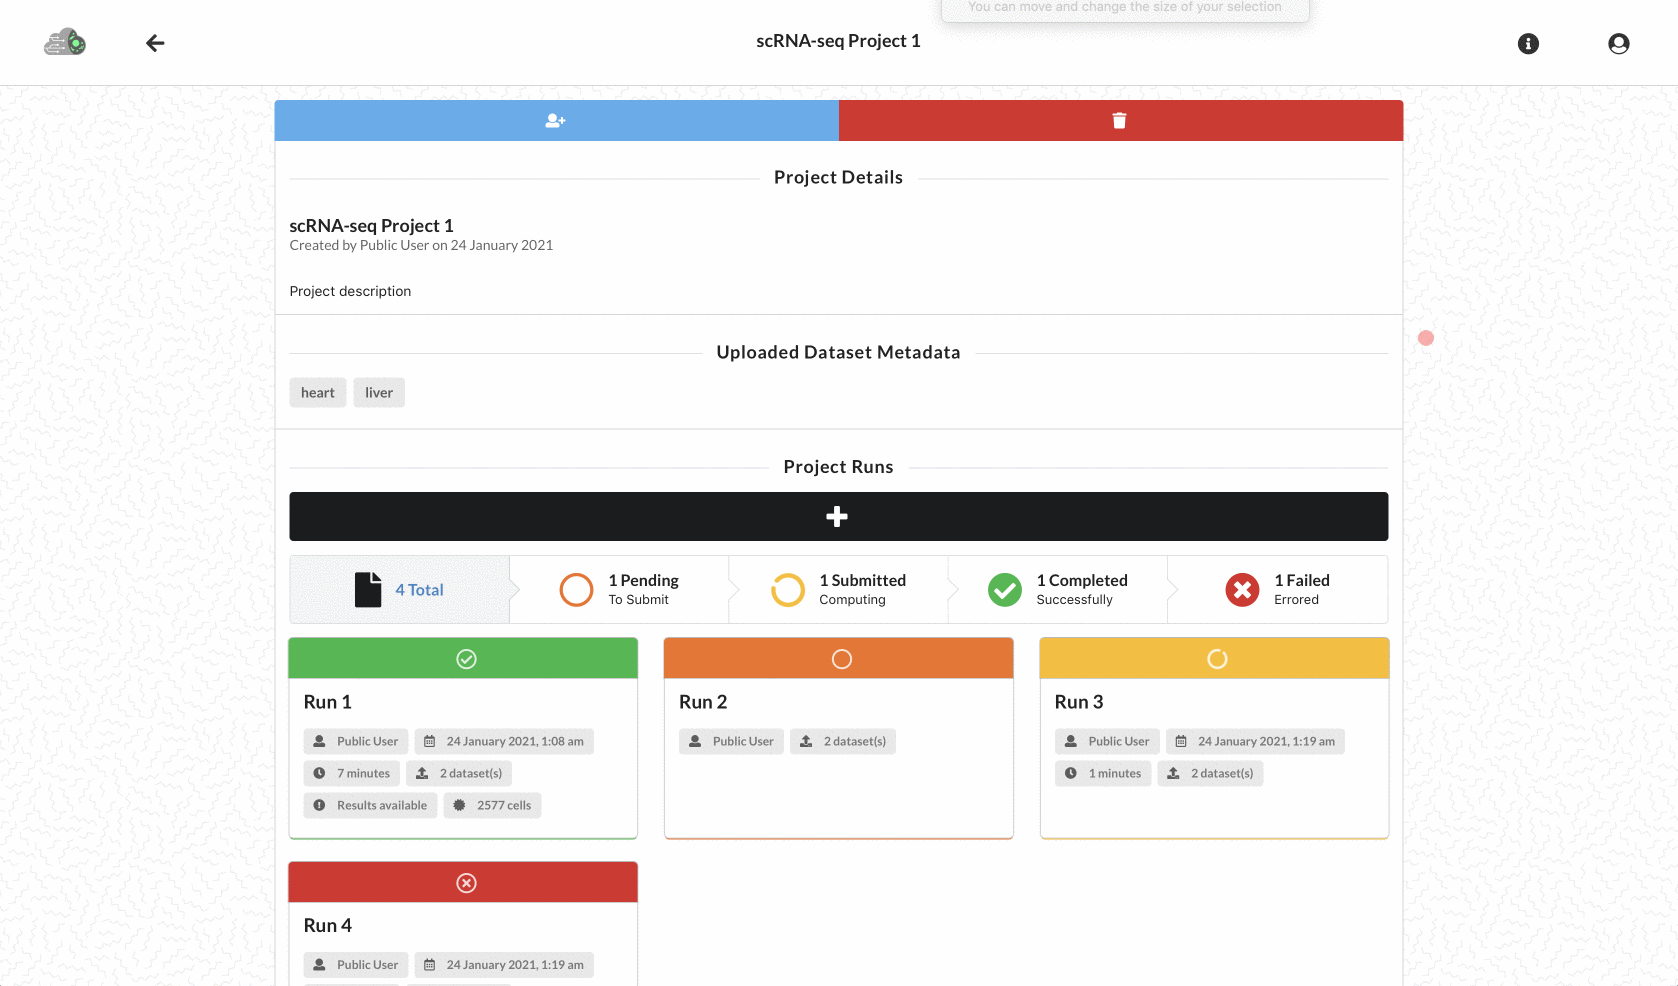 You can move and change the size of your selection
scRNA-seq Project 1
Project Details
scRNA-seq Project 1
Created by Public User on 24 January 2021
Project description
Uploaded Dataset Metadata
heart liver
Project Runs
4 Total
1 Pending
To Submit
1 Submitted
Computing
1 Completed
Successfully
1 Failed
Errored
Run 1
Public User 24 January 2021, 1:08 am
7 minutes 2 dataset(s)
Results available 2577 cells
Run 2
Public User 2 dataset(s)
Run 3
Public User 24 January 2021, 1:19 am
1 minutes 2 dataset(s)
Run 4
Public User 24 January 2021, 1:19 am